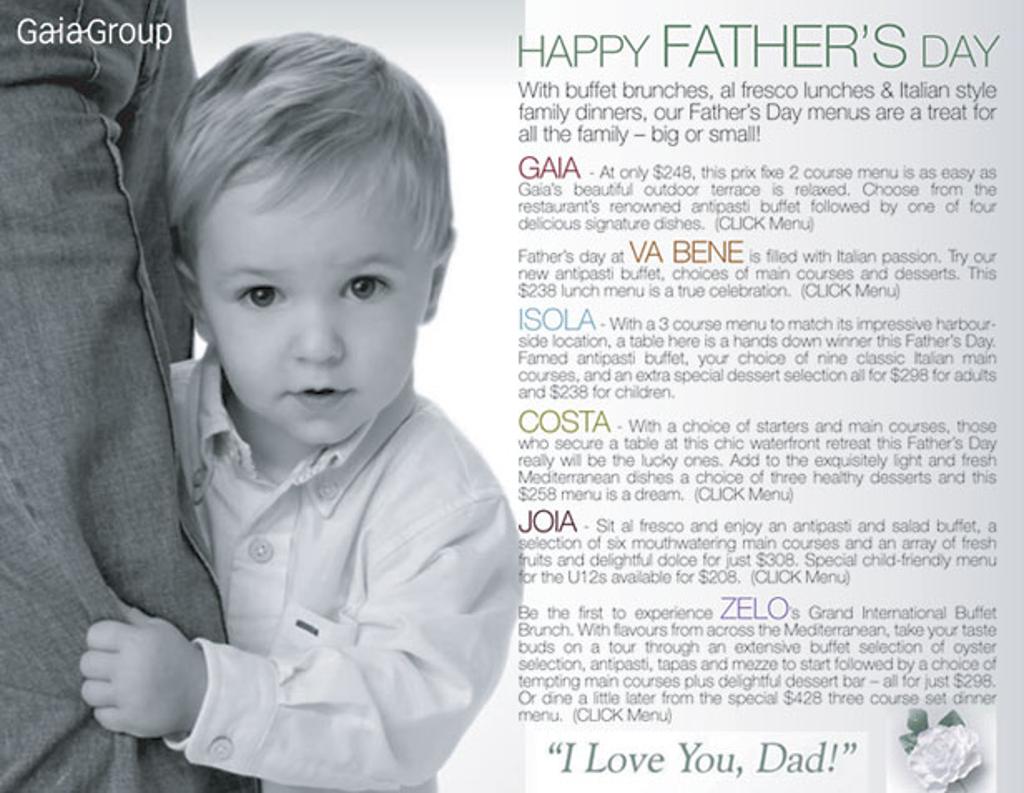 GaiaGroup
HAPPY FATHER'S DAY
With buffet brunches, al fresco lunches & Italian style
family dinners, our Father's Day menus are a treat for
all the family – big or small!
GAIA - At only $248, this prix fixe 2 course menu is as easy as
Gaia's beautiful outdoor terrace is relaxed. Choose from the
restaurant's renowned antipasti buffet followed by one of four
delicious signature dishes. (CLICK Menu)
Father's day at VA BENE is filled with Italian passion. Try our
new antipasti buffet, choices of main courses and desserts. This
$238 lunch menu is a true celebration. (CLICK Menu)
ISOLA - With a 3 course menu to match its impressive harbour-
side location, a table here is a hands down winner this Father's Day.
Famed antipasti buffet, your choice of nine classic Italian main
courses, and an extra special dessert selection all for $298 for adults
and $238 for children.
COSTA - With a choice of starters and main courses, those
who secure a table at this chic waterfront retreat this Father's Day
really will be the lucky ones. Add to the exquisitely light and fresh
Mediterranean dishes a choice of three healthy desserts and this
$258 menu is a dream. (CLICK Menu)
JOIA - Sit al fresco and enjoy an antipasti and salad buffet, a
selection of six mouthwatering main courses and an array of fresh
fruits and delightful dolce for just $308. Special child-friendly menu
for the U12s available for $208. (CLICK Menu)
Be the first to experience ZELO's Grand International Buffet
Brunch. With flavours from across the Mediterranean, take your taste
buds on a tour through an extensive buffet selection of oyster
selection, antipasti, tapas and mezze to start followed by a choice of
tempting main courses plus delightful dessert bar – all for just $298.
Or dine a little later from the special $428 three course set dinner
menu. (CLICK Menu)
"I Love You, Dad!"